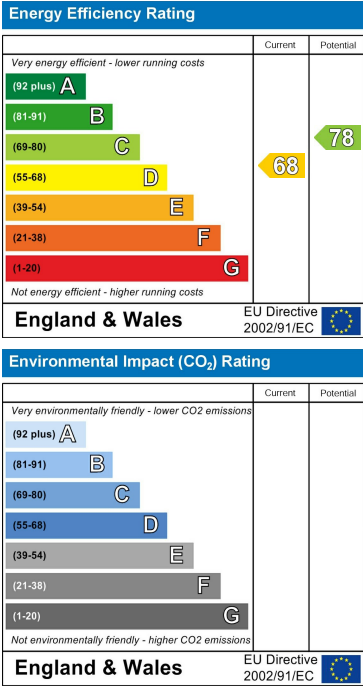 Energy Efficiency Rating
Current Potential
Very energy efficient - lower running costs
(92 plus) A
(81-91) B
(69-80) C
(55-68) D
(39-54) E
(21-38) F
(1-20) G
68
78
Not energy efficient - higher running costs
England & Wales
EU Directive
2002/91/EC
Environmental Impact (CO₂) Rating
Current Potential
Very environmentally friendly - lower CO2 emissions
(92 plus) A
(81-91) B
(69-80) C
(55-68) D
(39-54) E
(21-38) F
(1-20) G
Not environmentally friendly - higher CO2 emissions
England & Wales
EU Directive
2002/91/EC